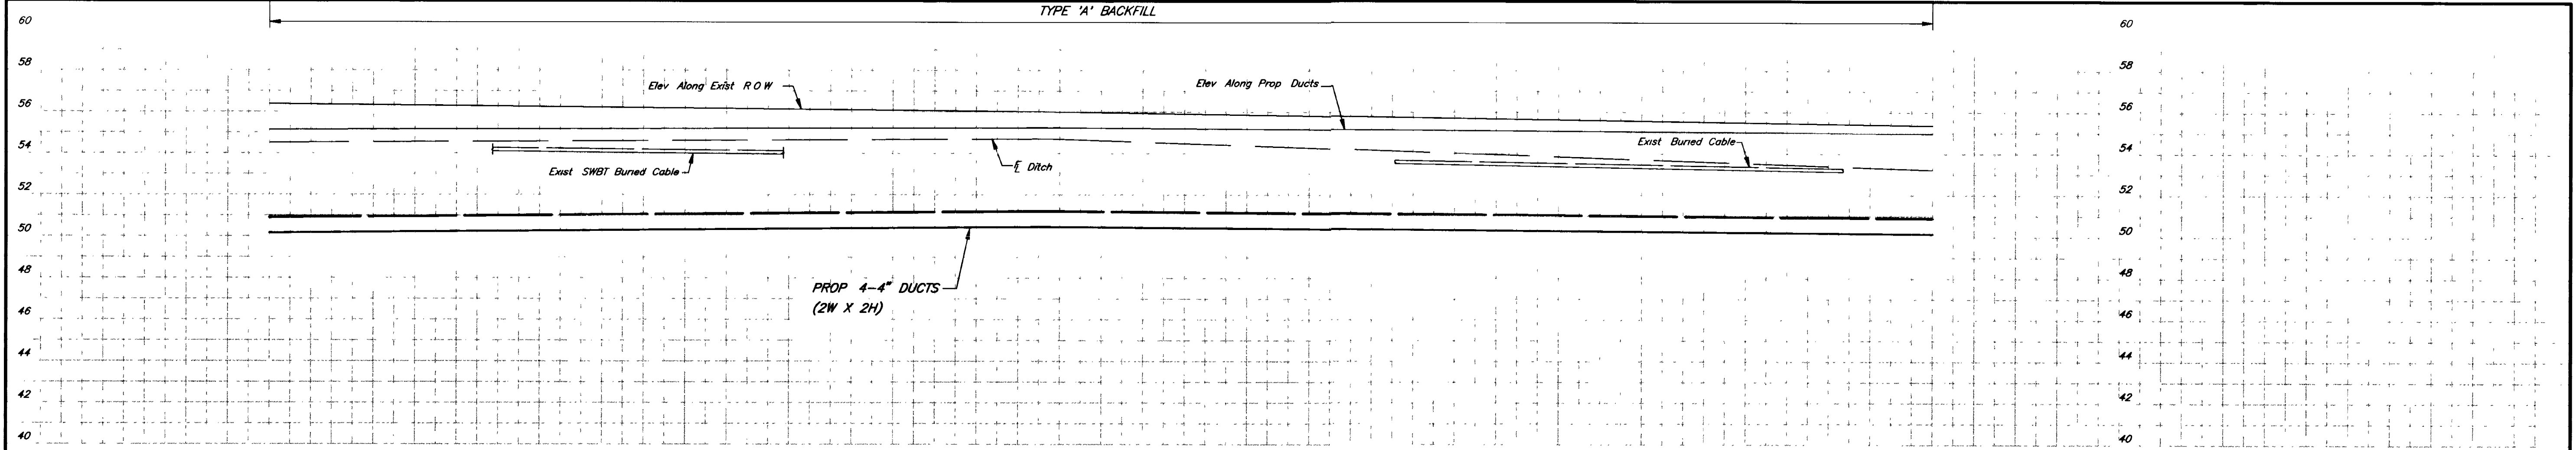 TYPE 'A' BACKFILL
60 60
58 58
Elev Along Exist R O W
Elev Along Prop Ducts
56 56
54 54
Exist Buried Cable
Exist SWBT Buried Cable
℄ Ditch
52 52
50 50
48 48
PROP 4-4" DUCTS
(2W X 2H)
46 46
44 44
42 42
40 40